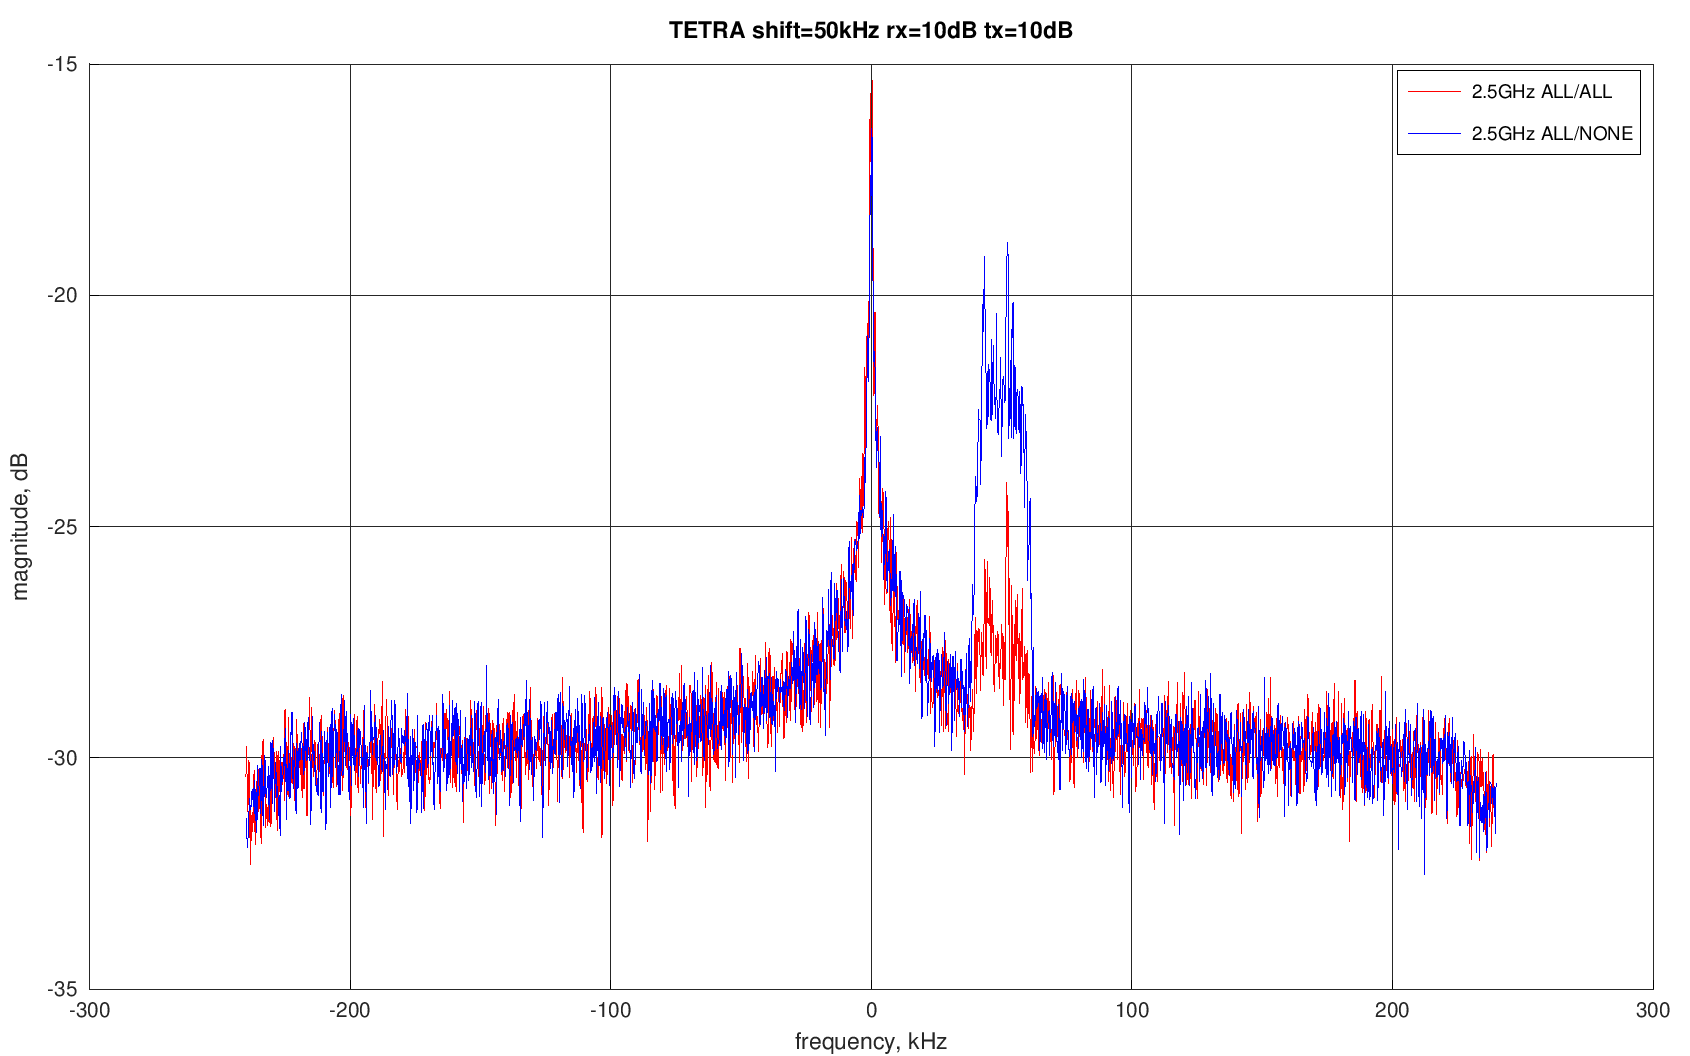 TETRA shift=50kHz rx=10dB tx=10dB
2.5GHz ALL/ALL
2.5GHz ALL/NONE
magnitude, dB
-15
-20
-25
-30
-35
-300
-200
-100
0
100
200
300
frequency, kHz